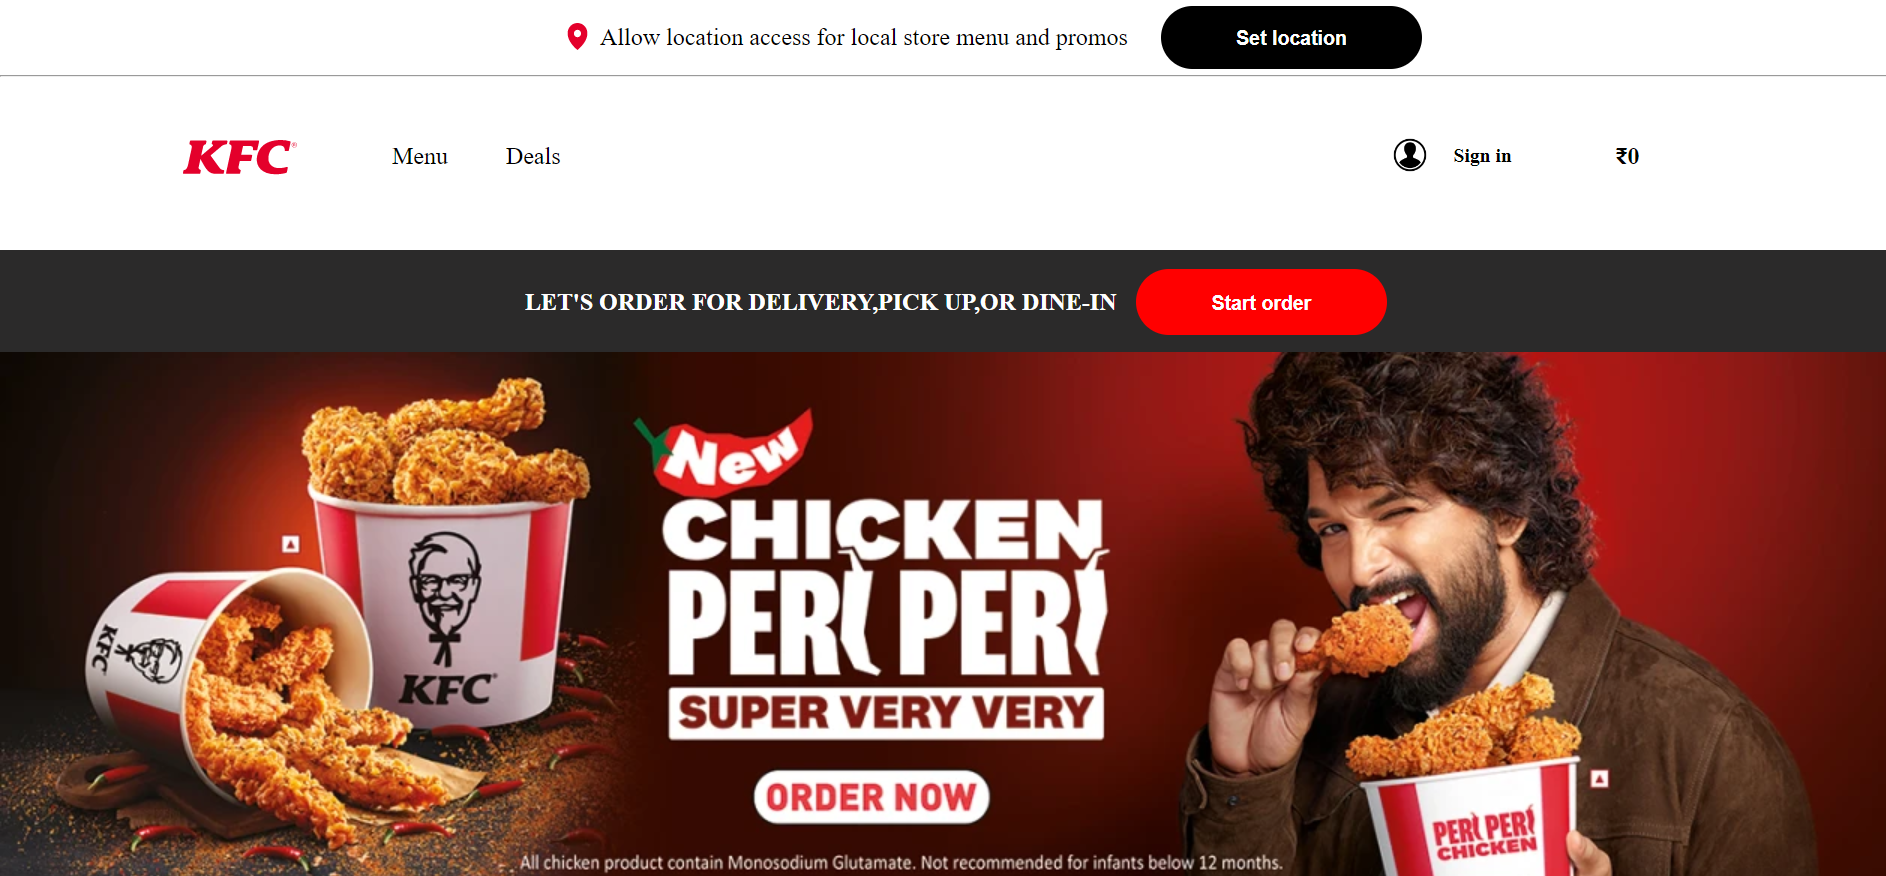 Allow location access for local store menu and promos
Set location
KFC
Menu
Deals
Sign in
₹0
LET'S ORDER FOR DELIVERY,PICK UP,OR DINE-IN
Start order
New
CHICKEN
PERi PERi
SUPER VERY VERY
ORDER NOW
KFC
KFC
PERi PERi
CHICKEN
All chicken product contain Monosodium Glutamate. Not recommended for infants below 12 months.